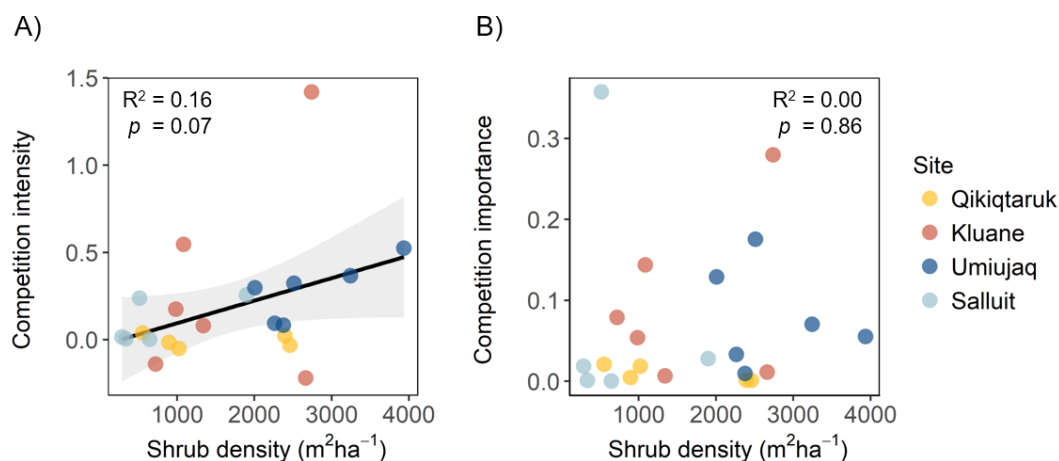 A)
R² = 0.16
p = 0.07
Competition intensity
1.5
1.0
0.5
0.0
1000 2000 3000 4000
Shrub density (m²ha⁻¹)
B)
R² = 0.00
p = 0.86
Competition importance
0.3
0.2
0.1
0.0
0 1000 2000 3000 4000
Shrub density (m²ha⁻¹)
Site
Qikiqtaruk
Kluane
Umiujaq
Salluit